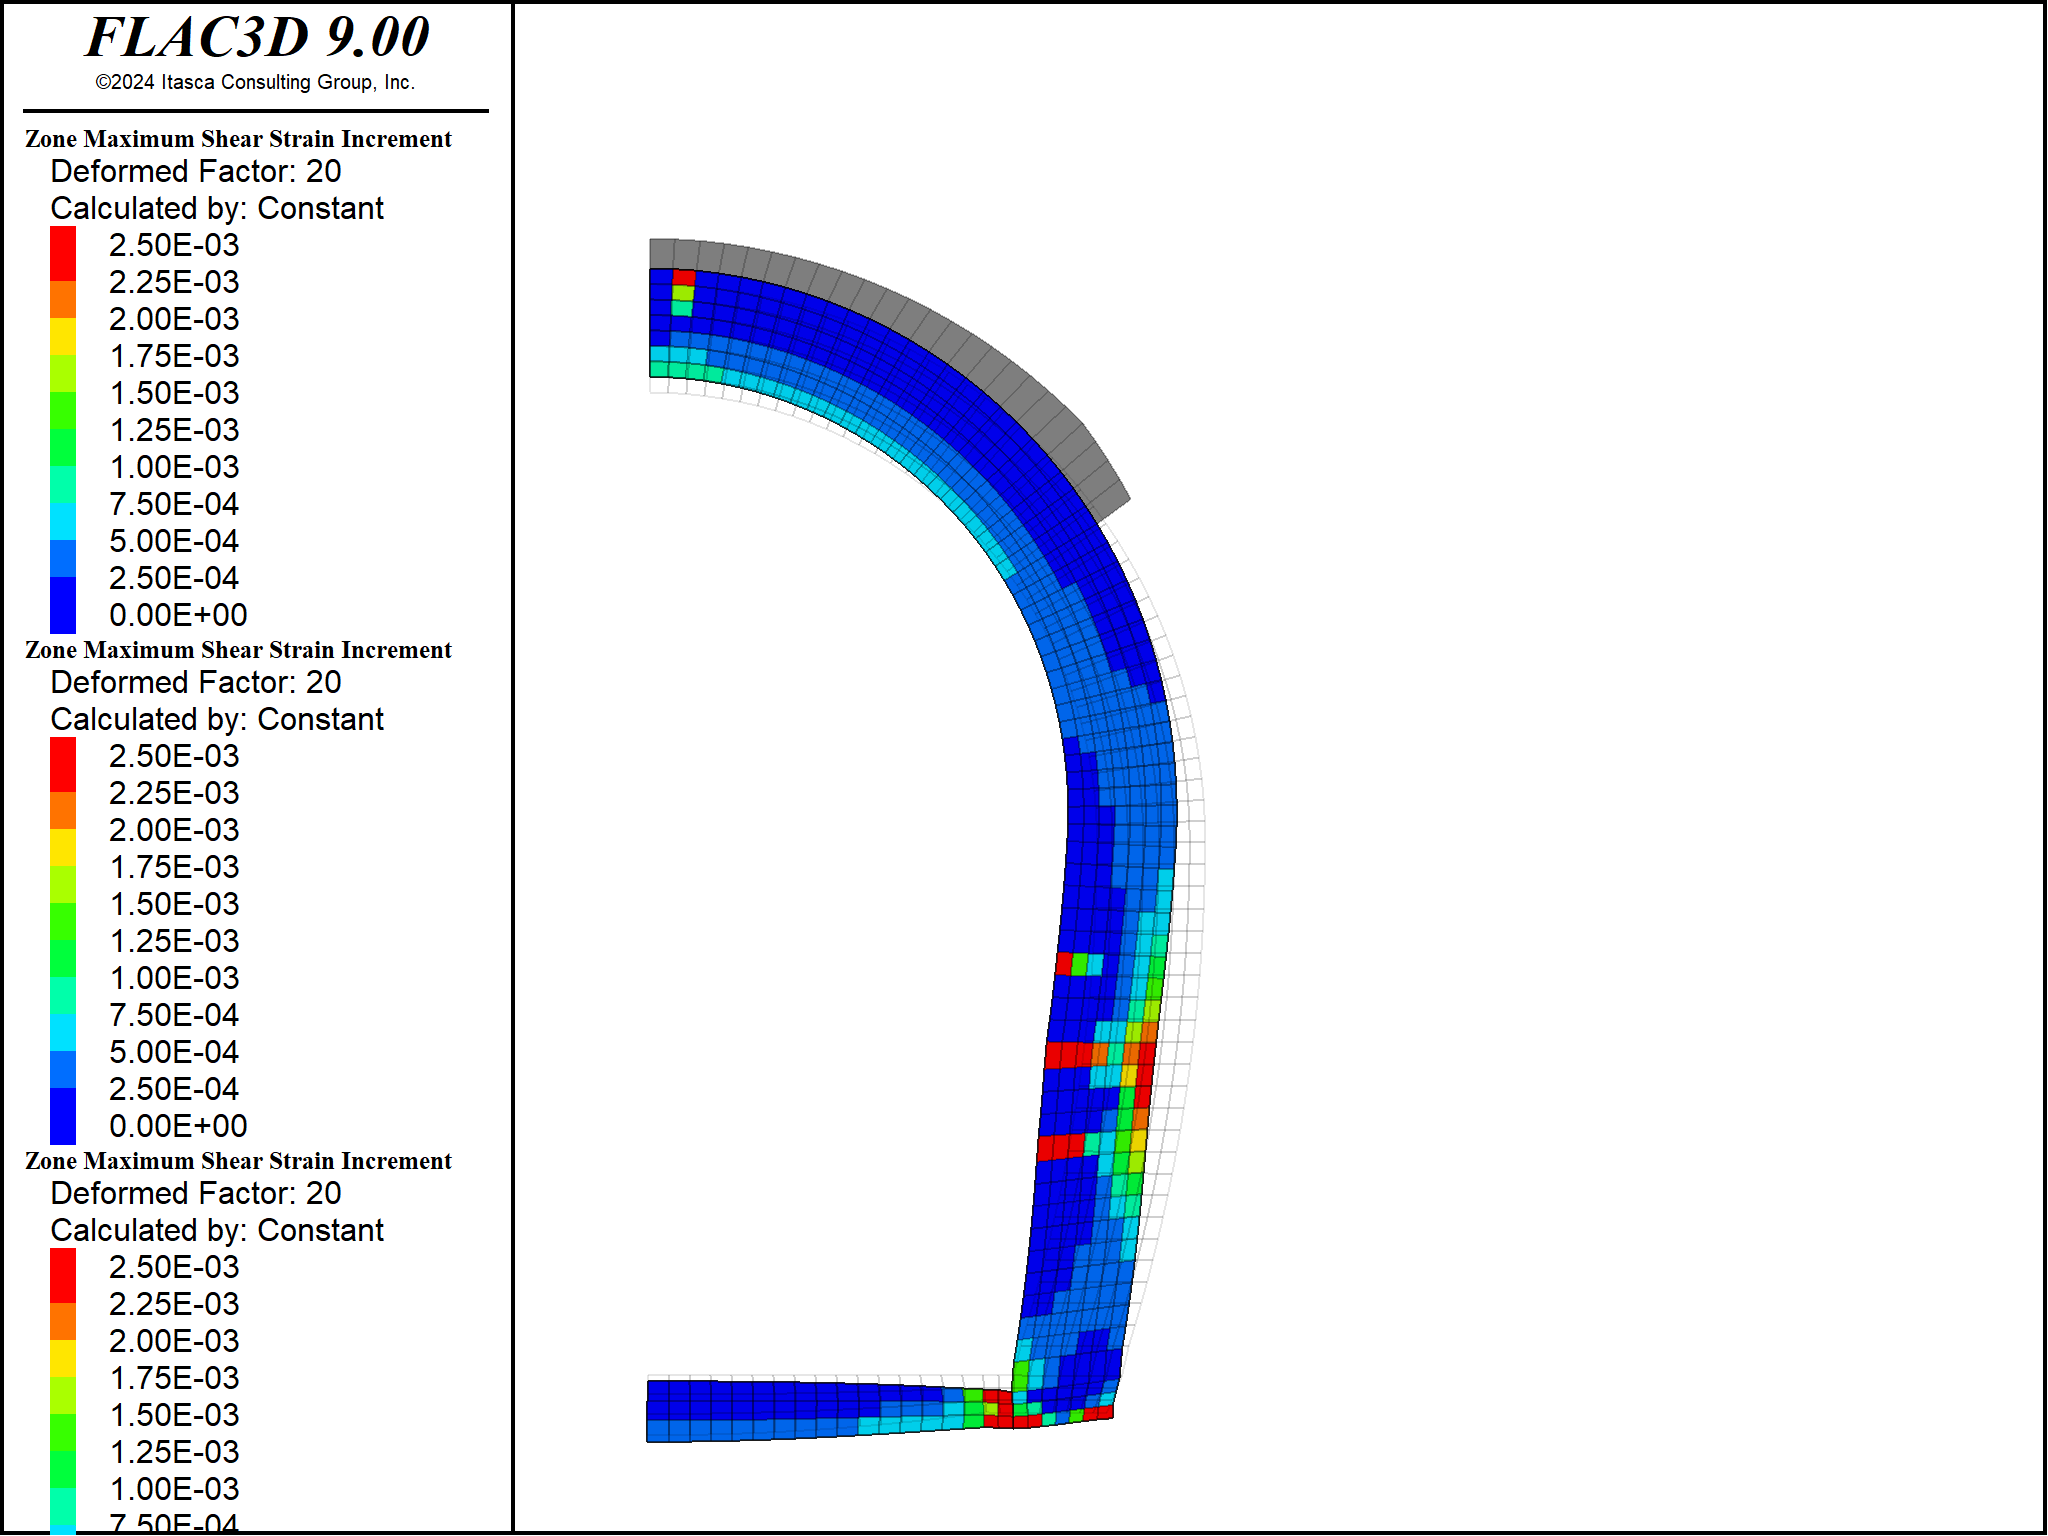 FLAC3D 9.00
©2024 Itasca Consulting Group, Inc.
Zone Maximum Shear Strain Increment
Deformed Factor: 20
Calculated by: Constant
2.50E-03
2.25E-03
2.00E-03
1.75E-03
1.50E-03
1.25E-03
1.00E-03
7.50E-04
5.00E-04
2.50E-04
0.00E+00
Zone Maximum Shear Strain Increment
Deformed Factor: 20
Calculated by: Constant
2.50E-03
2.25E-03
2.00E-03
1.75E-03
1.50E-03
1.25E-03
1.00E-03
7.50E-04
5.00E-04
2.50E-04
0.00E+00
Zone Maximum Shear Strain Increment
Deformed Factor: 20
Calculated by: Constant
2.50E-03
2.25E-03
2.00E-03
1.75E-03
1.50E-03
1.25E-03
1.00E-03
7.50E-04